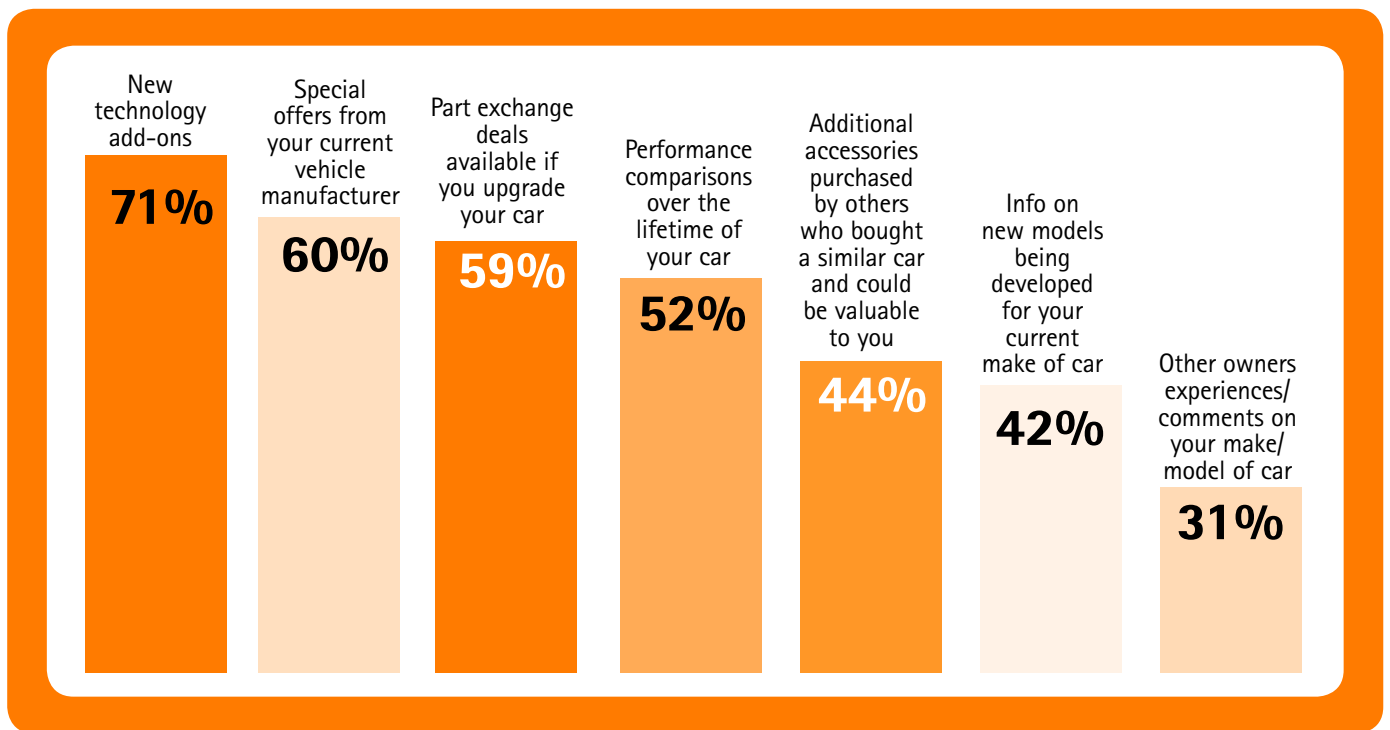 New
technology
add-ons
71%
Special
offers from
your current
vehicle
manufacturer
60%
Part exchange
deals
available if
you upgrade
your car
59%
Performance
comparisons
over the
lifetime of
your car
52%
Additional
accessories
purchased
by others
who bought
a similar car
and could
be valuable
to you
44%
Info on
new models
being
developed
for your
current
make of car
42%
Other owners
experiences/
comments on
your make/
model of car
31%